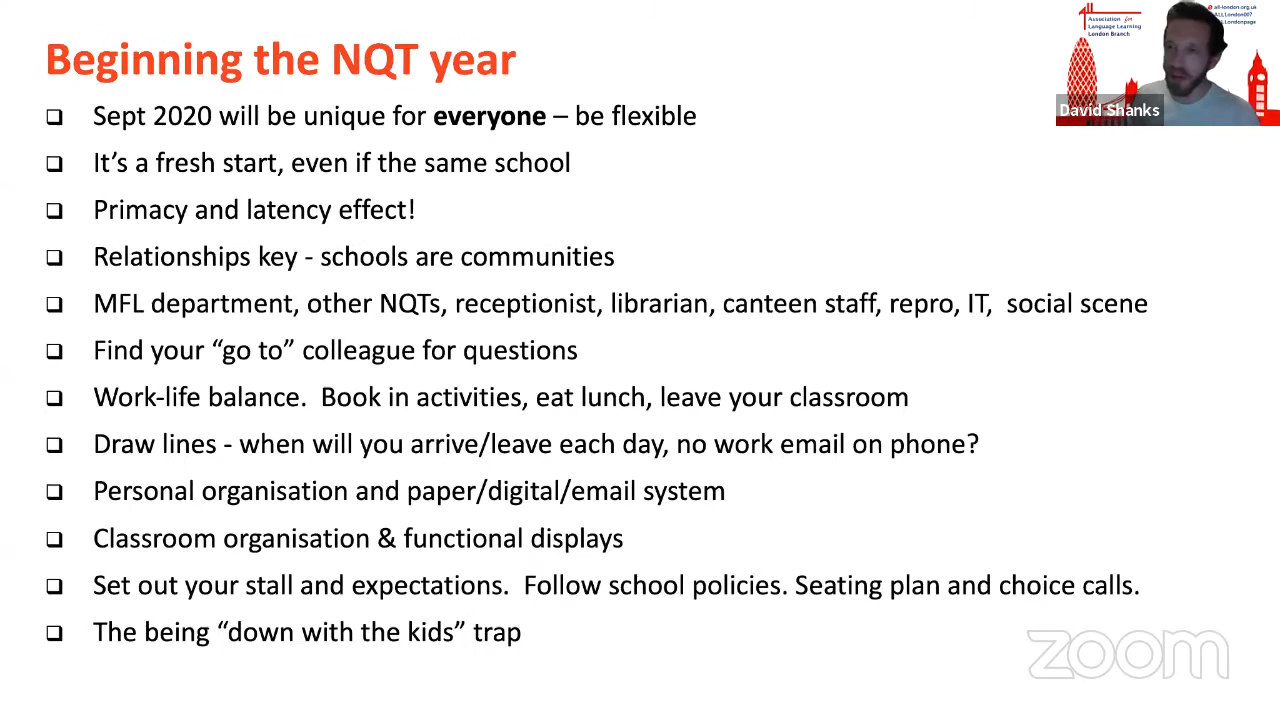 Beginning the NQT year
Sept 2020 will be unique for everyone – be flexible
It’s a fresh start, even if the same school
Primacy and latency effect!
Relationships key - schools are communities
MFL department, other NQTs, receptionist, librarian, canteen staff, repro, IT, social scene
Find your “go to” colleague for questions
Work-life balance. Book in activities, eat lunch, leave your classroom
Draw lines - when will you arrive/leave each day, no work email on phone?
Personal organisation and paper/digital/email system
Classroom organisation & functional displays
Set out your stall and expectations. Follow school policies. Seating plan and choice calls.
The being “down with the kids” trap
Association for
Language Learning
London Branch
all-london.org.uk
David Shanks
zoom